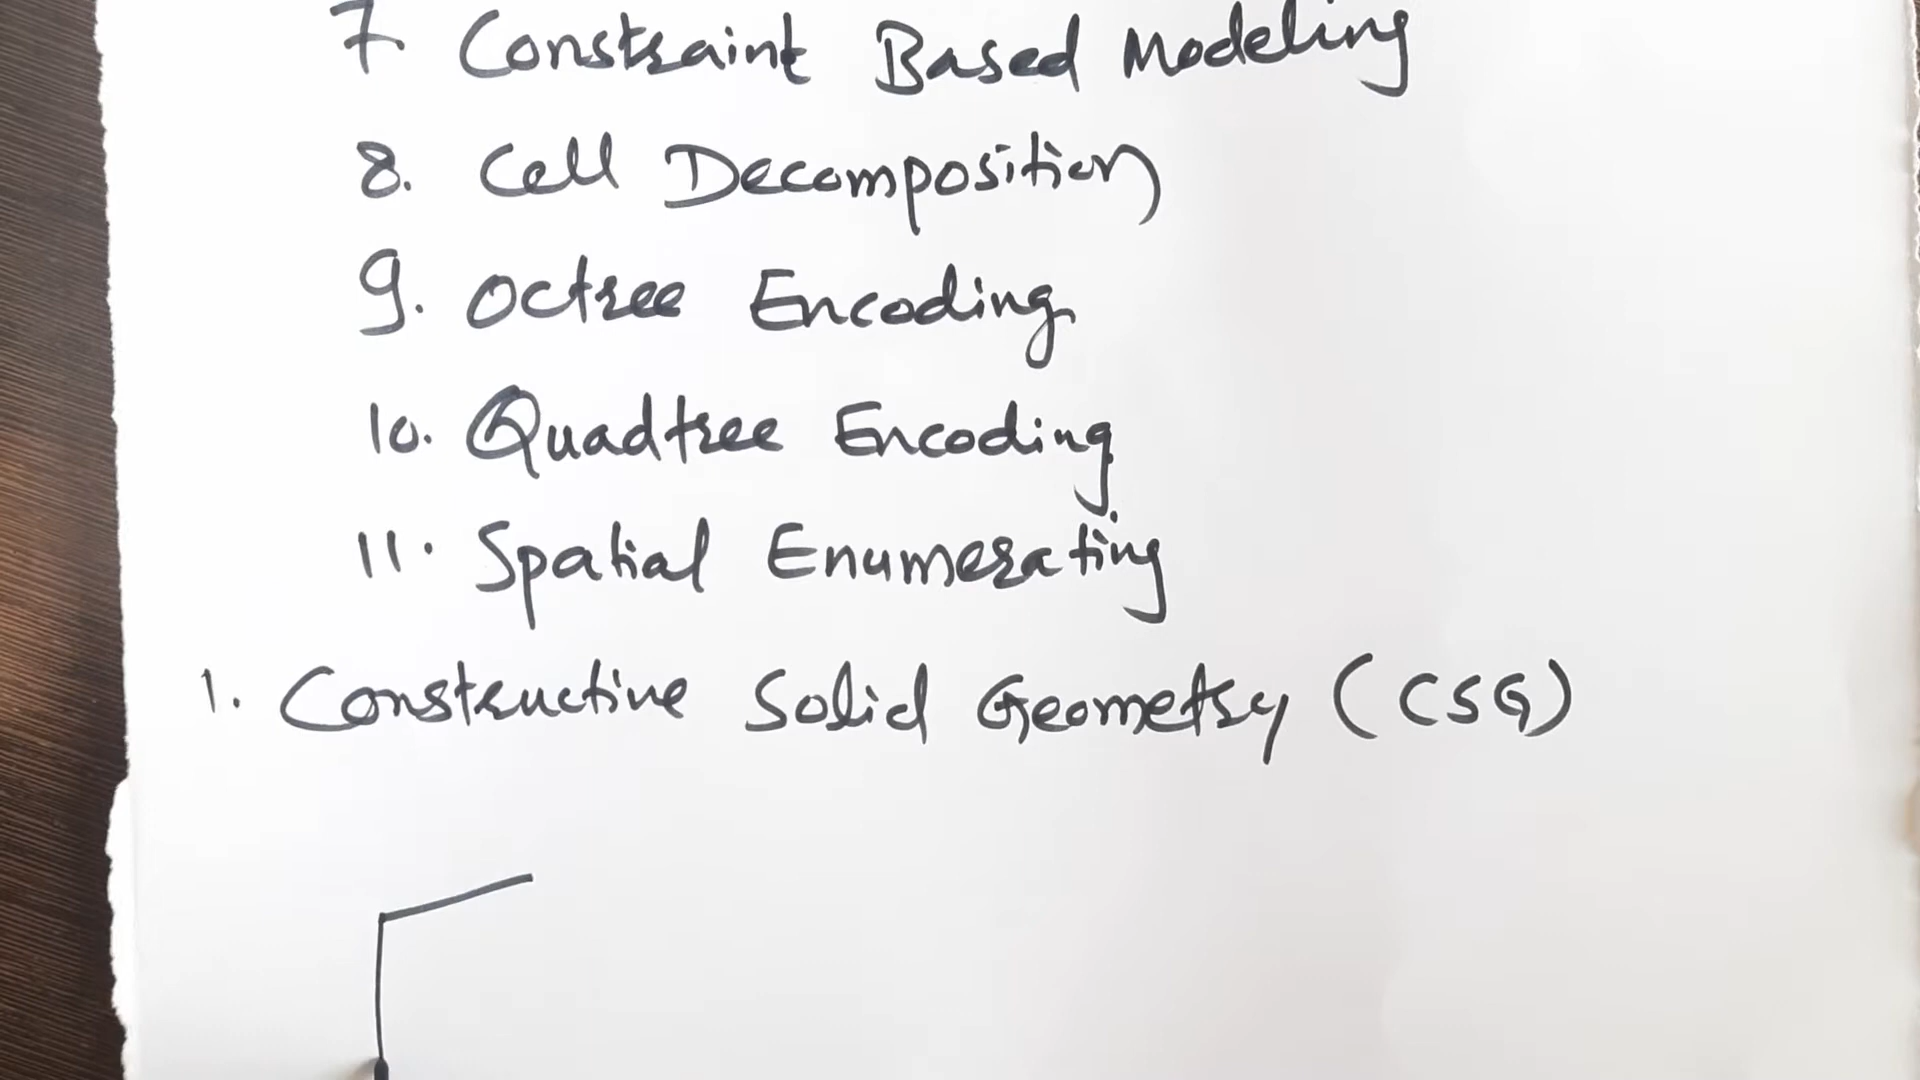 7. Constraint Based Modeling
8. Cell Decomposition
9. Octree Encoding
10. Quadtree Encoding
11. Spatial Enumerating
1. Constructive Solid Geometry (CSG)